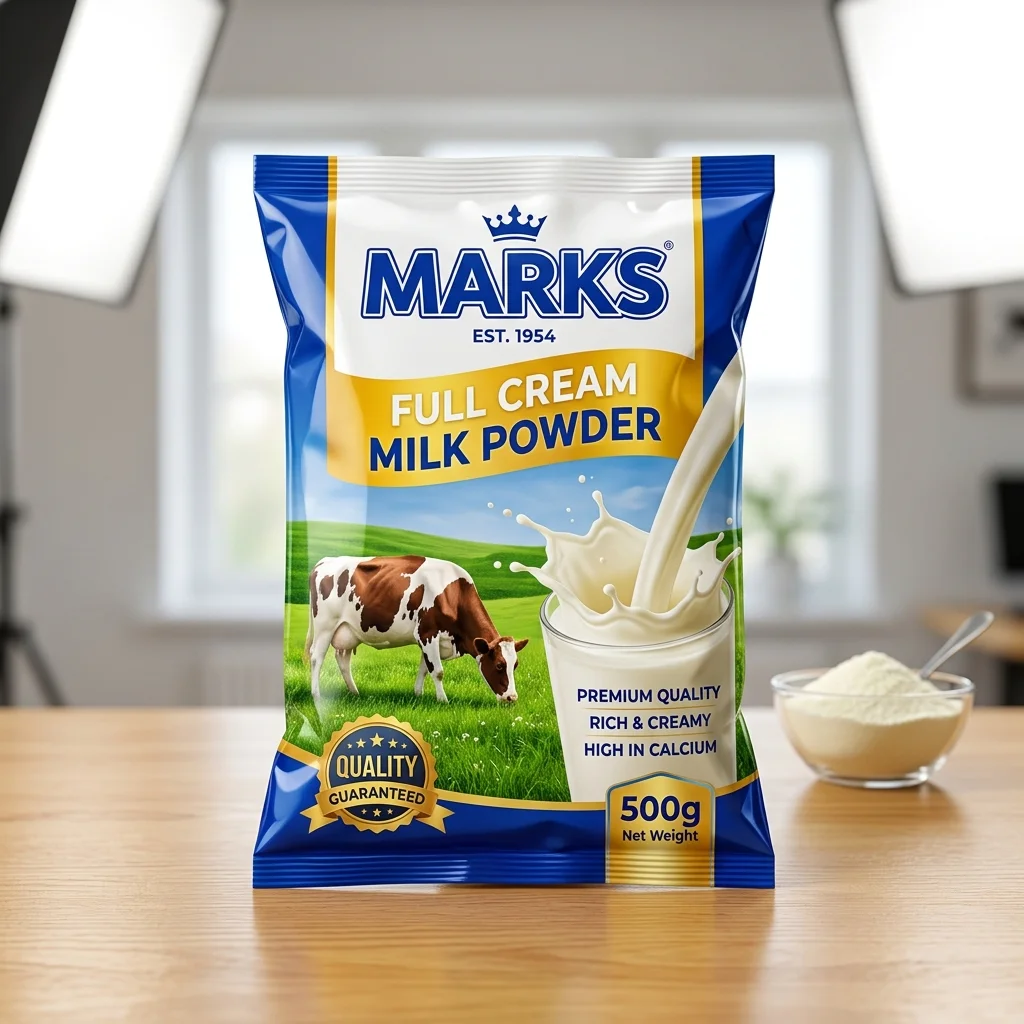 MARKS®
EST. 1954
FULL CREAM
MILK POWDER
PREMIUM QUALITY
RICH & CREAMY
HIGH IN CALCIUM
QUALITY
GUARANTEED
500g
Net Weight